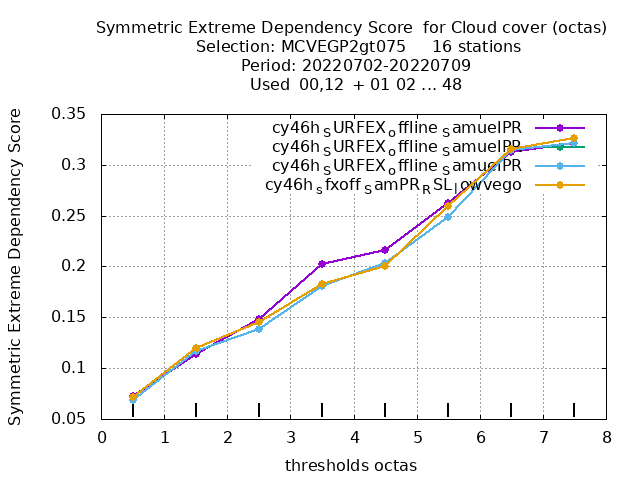 Symmetric Extreme Dependency Score for Cloud cover (octas)
Selection: MCVEGP2gt075 16 stations
Period: 20220702-20220709
Used 00,12 + 01 02 ... 48
Symmetric Extreme Dependency Score
0.35
0.3
0.25
0.2
0.15
0.1
0.05
cy46h_SURFEX_offline_SamuelPR
cy46h_SURFEX_offline_SamuelPR
cy46h_SURFEX_offline_SamuelPR
cy46h_sfxoff_SamPR_RSL_lowvego
0 1 2 3 4 5 6 7 8
thresholds octas